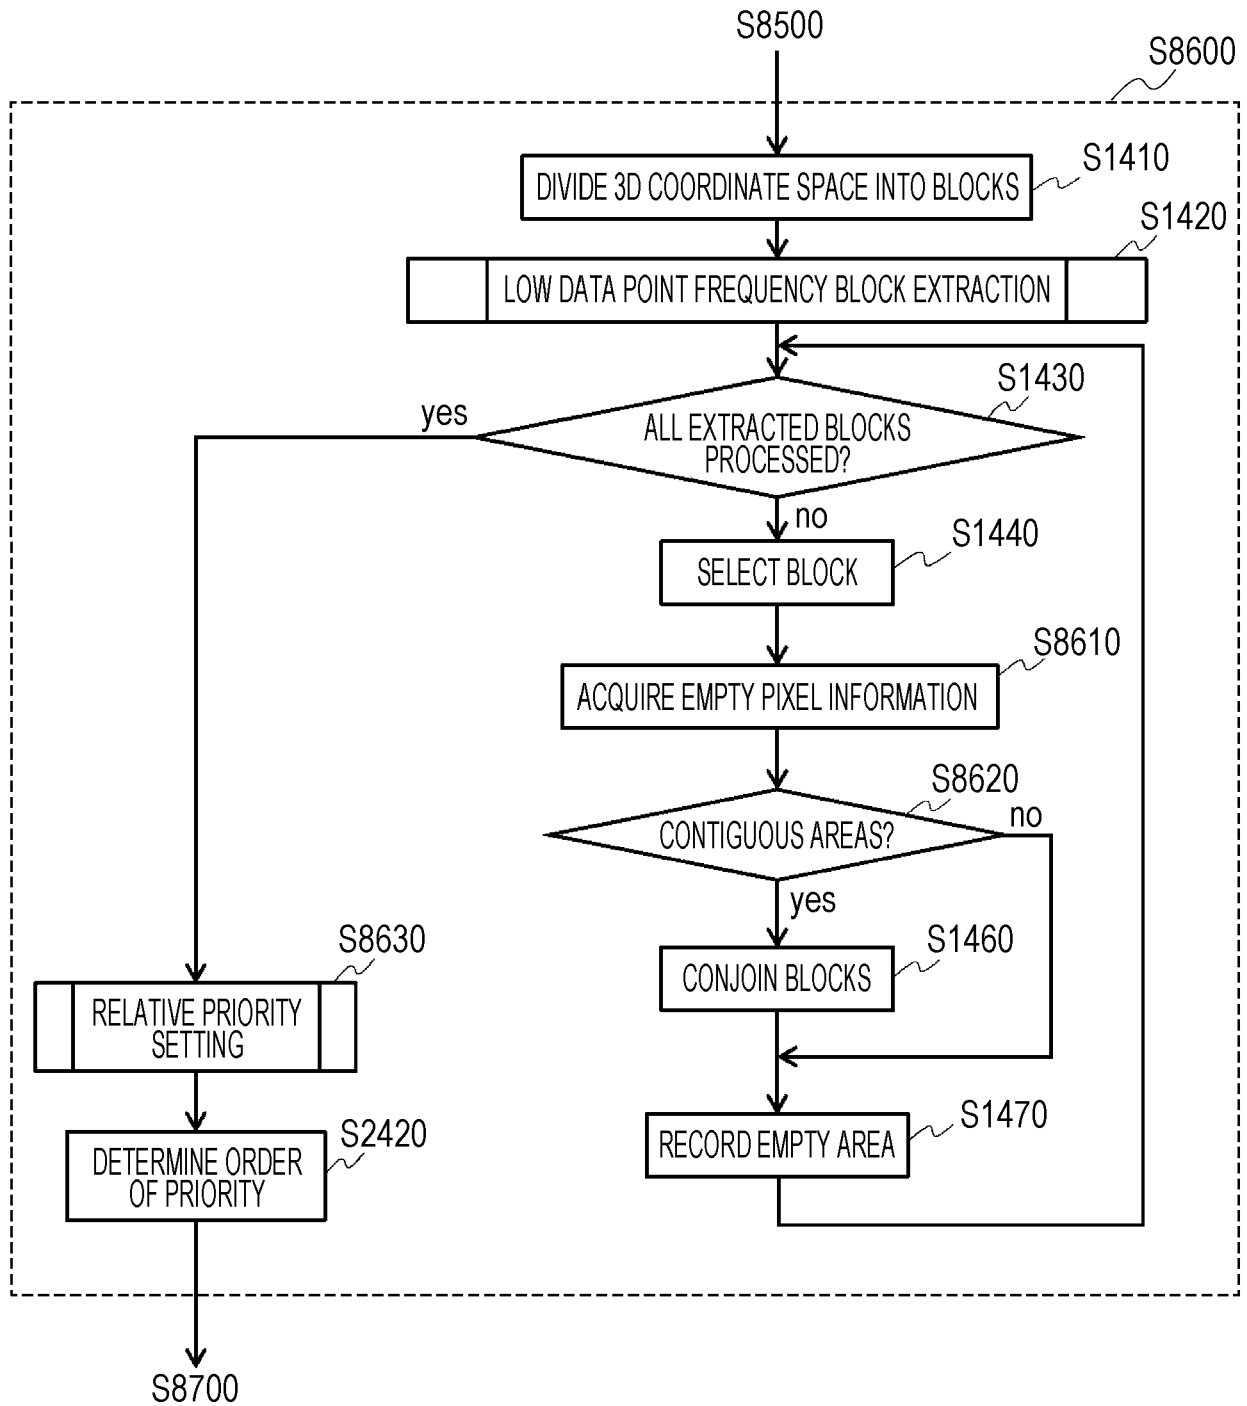 S8500
S8600
S1410
DIVIDE 3D COORDINATE SPACE INTO BLOCKS
S1420
LOW DATA POINT FREQUENCY BLOCK EXTRACTION
S1430
yes
ALL EXTRACTED BLOCKS
PROCESSED?
no
S1440
SELECT BLOCK
S8610
ACQUIRE EMPTY PIXEL INFORMATION
S8620
no
CONTIGUOUS AREAS?
yes
S1460
CONJOIN BLOCKS
S8630
RELATIVE PRIORITY
SETTING
S1470
RECORD EMPTY AREA
S2420
DETERMINE ORDER
OF PRIORITY
S8700